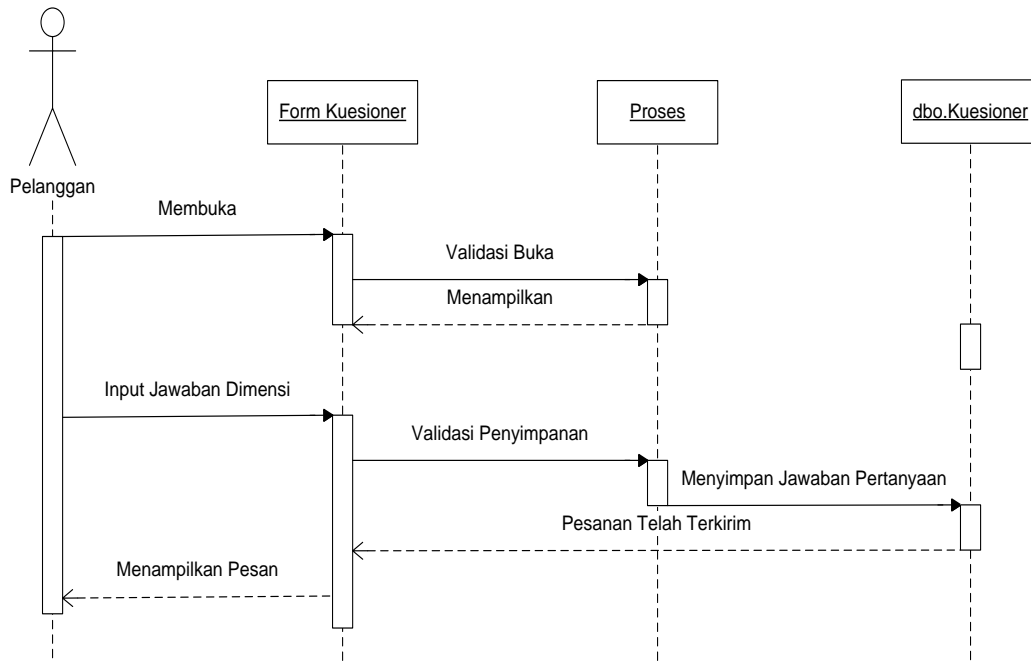 Form Kuesioner
Proses
dbo.Kuesioner
Pelanggan
Membuka
Validasi Buka
Menampilkan
Input Jawaban Dimensi
Validasi Penyimpanan
Menyimpan Jawaban Pertanyaan
Pesanan Telah Terkirim
Menampilkan Pesan